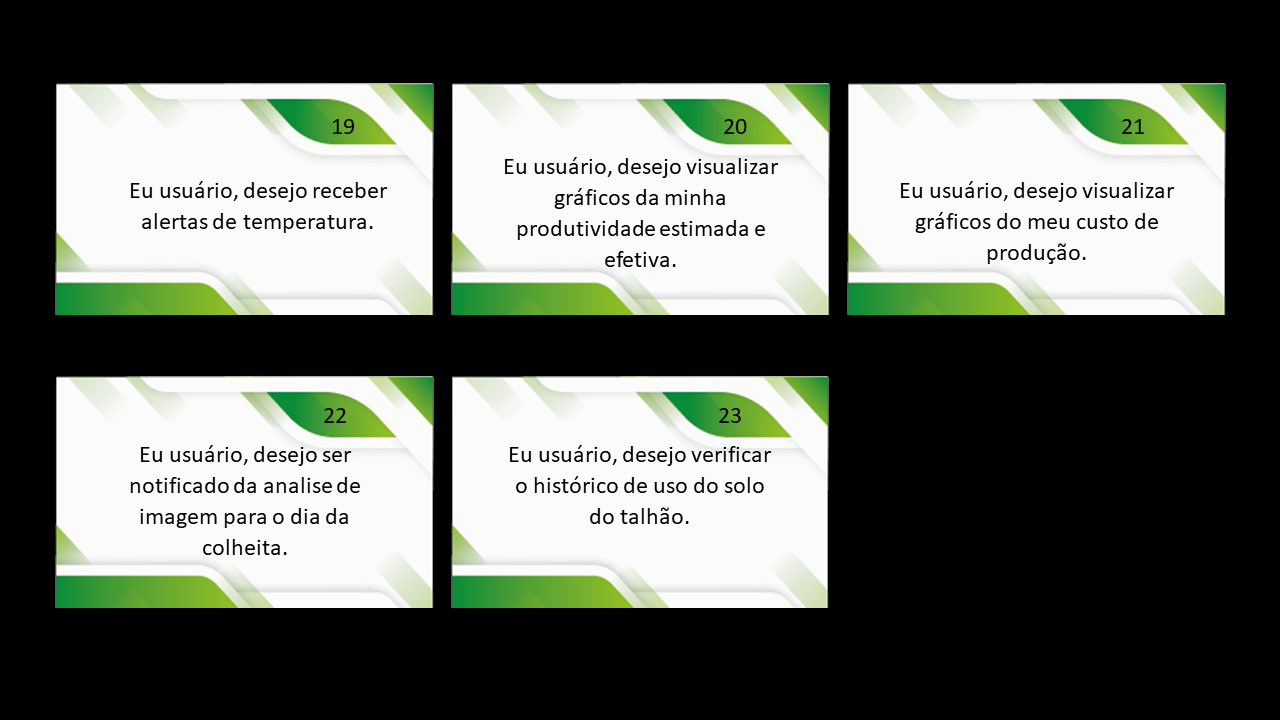 19
Eu usuário, desejo receber
alertas de temperatura.
20
Eu usuário, desejo visualizar
gráficos da minha
produtividade estimada e
efetiva.
21
Eu usuário, desejo visualizar
gráficos do meu custo de
produção.
22
Eu usuário, desejo ser
notificado da analise de
imagem para o dia da
colheita.
23
Eu usuário, desejo verificar
o histórico de uso do solo
do talhão.